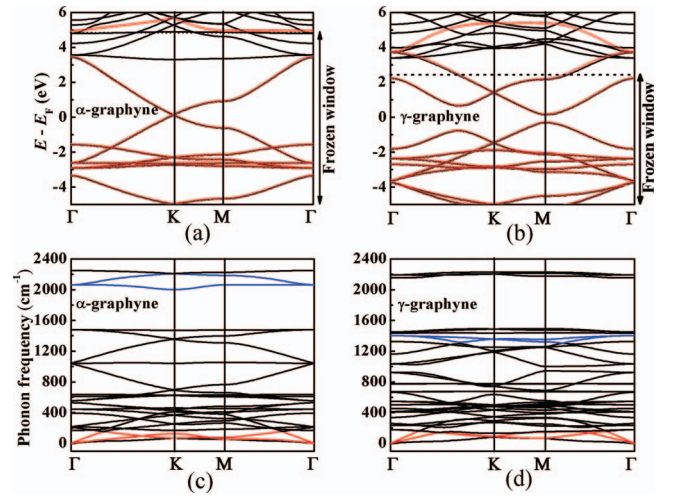 6
4
2
0
-2
-4
E - E_F (eV)
α-graphyne
Frozen window
Γ K M Γ
(a)
6
4
2
0
-2
-4
γ-graphyne
Frozen window
Γ K M Γ
(b)
2400
2000
1600
1200
800
400
0
Phonon frequency (cm⁻¹)
α-graphyne
Γ K M Γ
(c)
2400
2000
1600
1200
800
400
0
γ-graphyne
Γ K M Γ
(d)